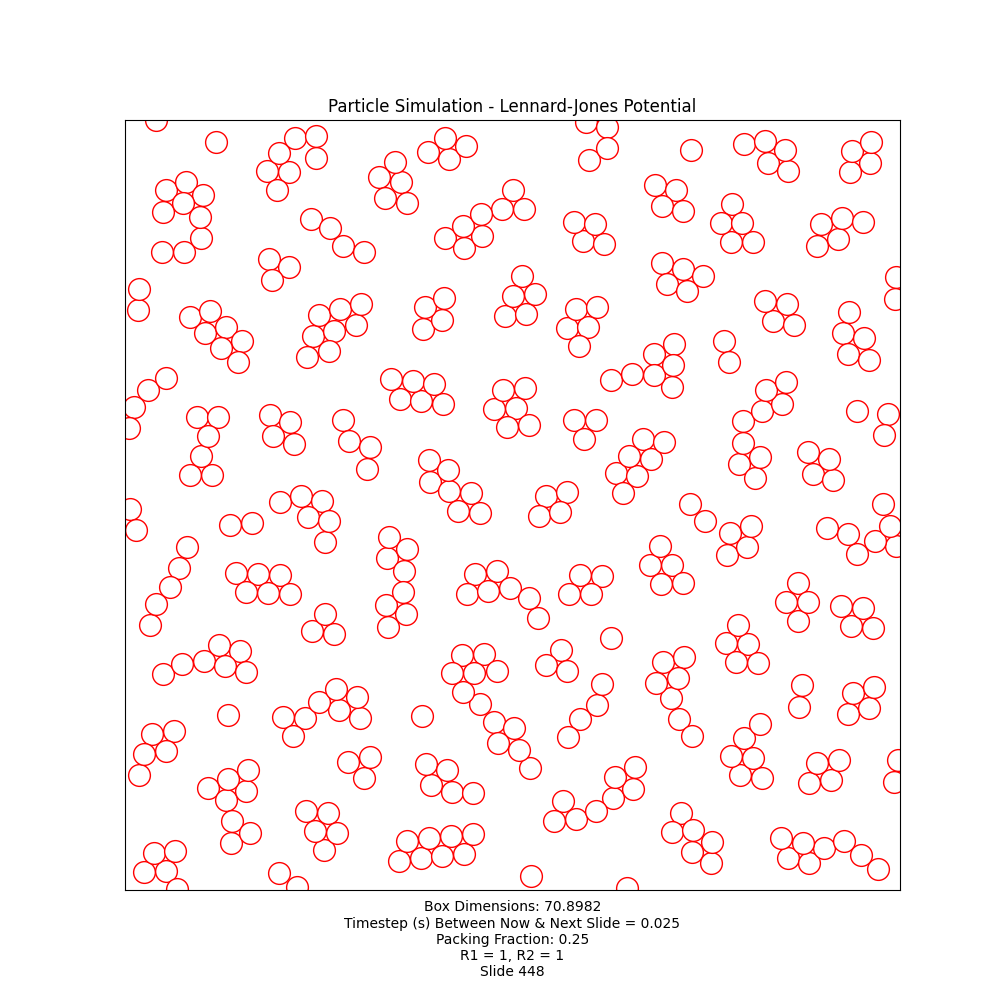 Particle Simulation - Lennard-Jones Potential
Box Dimensions: 70.8982
Timestep (s) Between Now & Next Slide = 0.025
Packing Fraction: 0.25
R1 = 1, R2 = 1
Slide 448